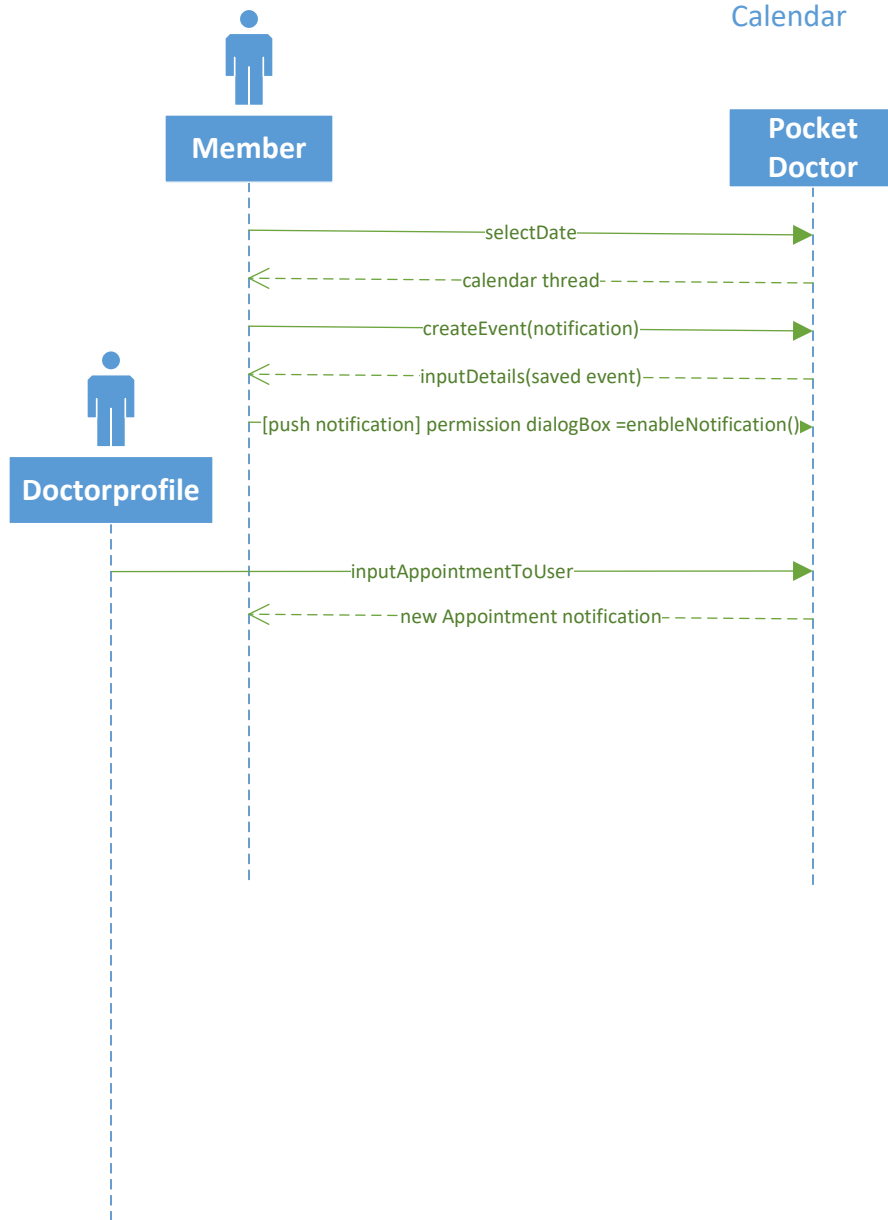 Calendar
Member
Pocket
Doctor
selectDate
calendar thread
createEvent(notification)
inputDetails(saved event)
[push notification] permission dialogBox =enableNotification()
Doctorprofile
inputAppointmentToUser
new Appointment notification